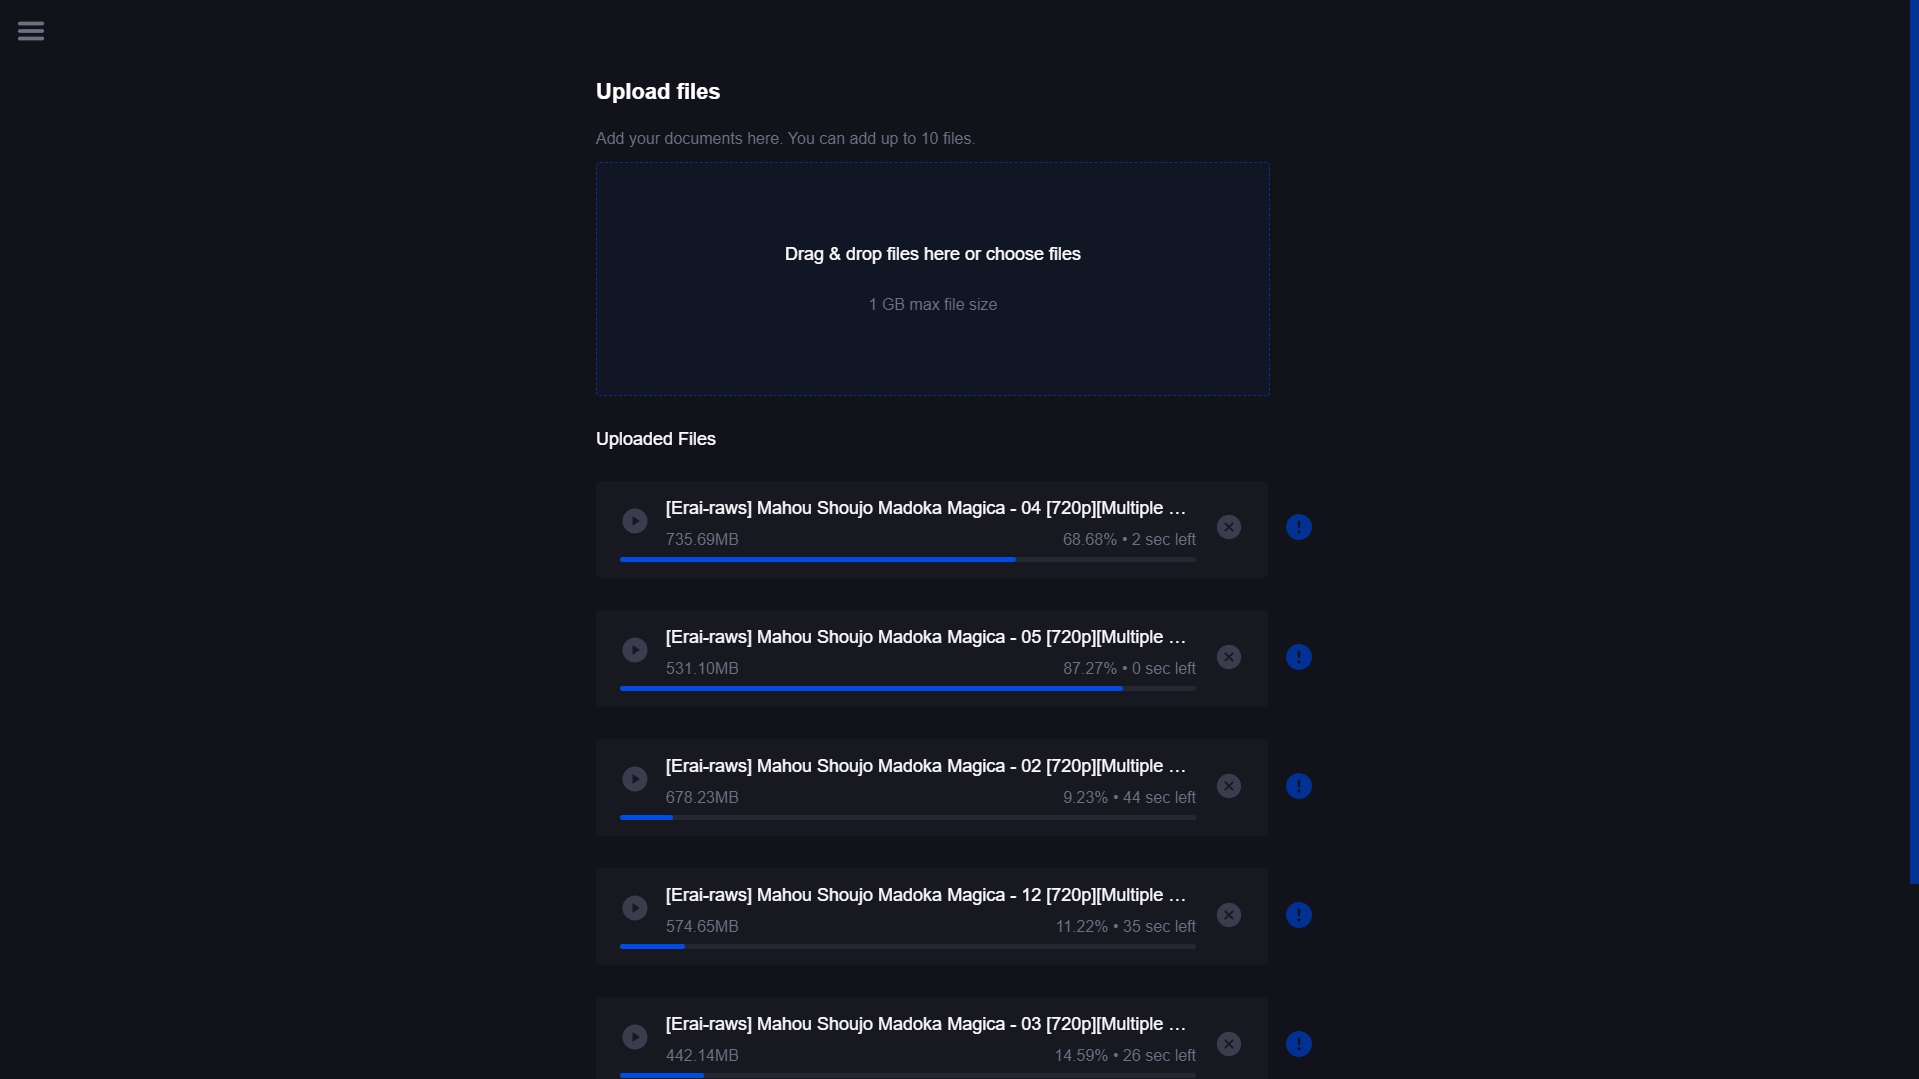 Upload files
Add your documents here. You can add up to 10 files.
Drag & drop files here or choose files
1 GB max file size
Uploaded Files
[Erai-raws] Mahou Shoujo Madoka Magica - 04 [720p][Multiple ...
735.69MB 68.68% • 2 sec left
[Erai-raws] Mahou Shoujo Madoka Magica - 05 [720p][Multiple ...
531.10MB 87.27% • 0 sec left
[Erai-raws] Mahou Shoujo Madoka Magica - 02 [720p][Multiple ...
678.23MB 9.23% • 44 sec left
[Erai-raws] Mahou Shoujo Madoka Magica - 12 [720p][Multiple ...
574.65MB 11.22% • 35 sec left
[Erai-raws] Mahou Shoujo Madoka Magica - 03 [720p][Multiple ...
442.14MB 14.59% • 26 sec left